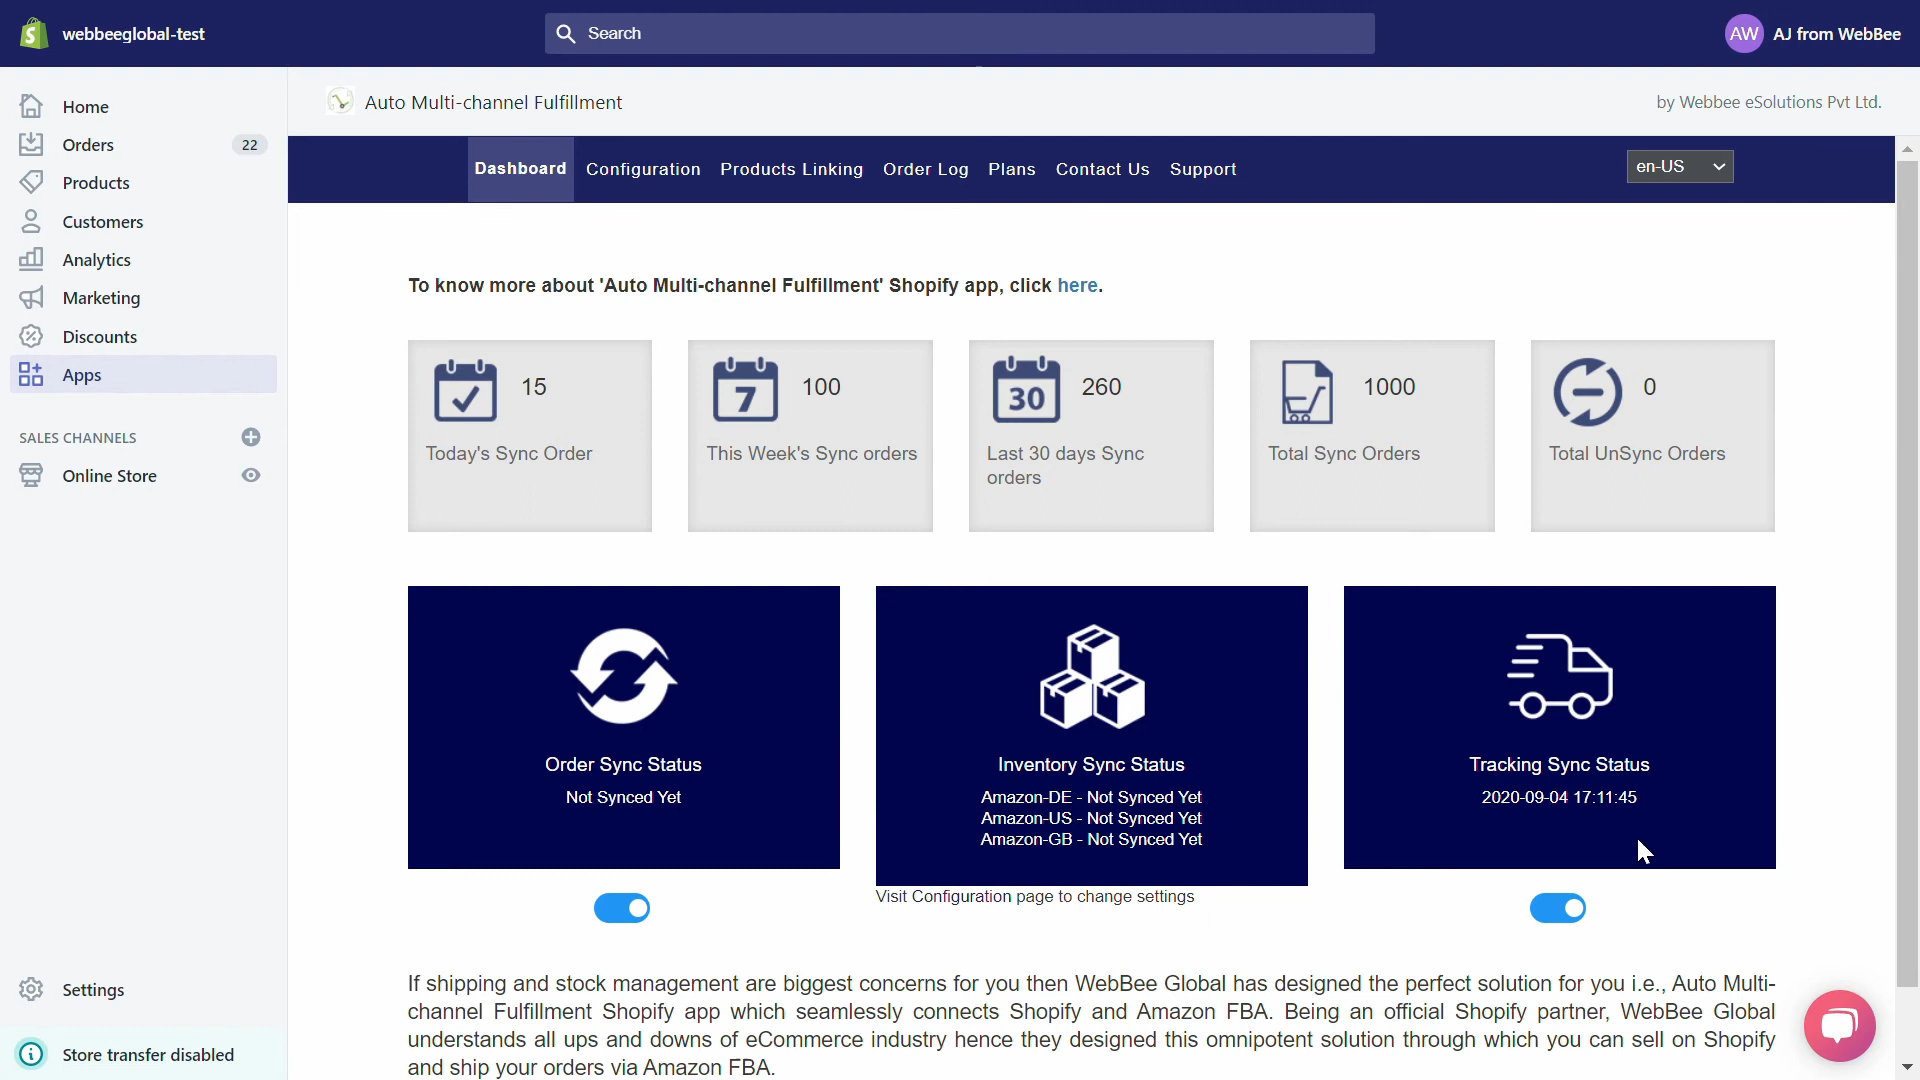 webbeeglobal-test
Search
AW AJ from WebBee
Home
Orders 22
Products
Customers
Analytics
Marketing
Discounts
Apps
SALES CHANNELS
Online Store
Settings
Store transfer disabled
Auto Multi-channel Fulfillment
by Webbee eSolutions Pvt Ltd.
Dashboard Configuration Products Linking Order Log Plans Contact Us Support
en-US
To know more about 'Auto Multi-channel Fulfillment' Shopify app, click here.
15
Today's Sync Order
7 100
This Week's Sync orders
30 260
Last 30 days Sync
orders
1000
Total Sync Orders
0
Total UnSync Orders
Order Sync Status
Not Synced Yet
Inventory Sync Status
Amazon-DE - Not Synced Yet
Amazon-US - Not Synced Yet
Amazon-GB - Not Synced Yet
Visit Configuration page to change settings
Tracking Sync Status
2020-09-04 17:11:45
If shipping and stock management are biggest concerns for you then WebBee Global has designed the perfect solution for you i.e., Auto Multi-
channel Fulfillment Shopify app which seamlessly connects Shopify and Amazon FBA. Being an official Shopify partner, WebBee Global
understands all ups and downs of eCommerce industry hence they designed this omnipotent solution through which you can sell on Shopify
and ship your orders via Amazon FBA.